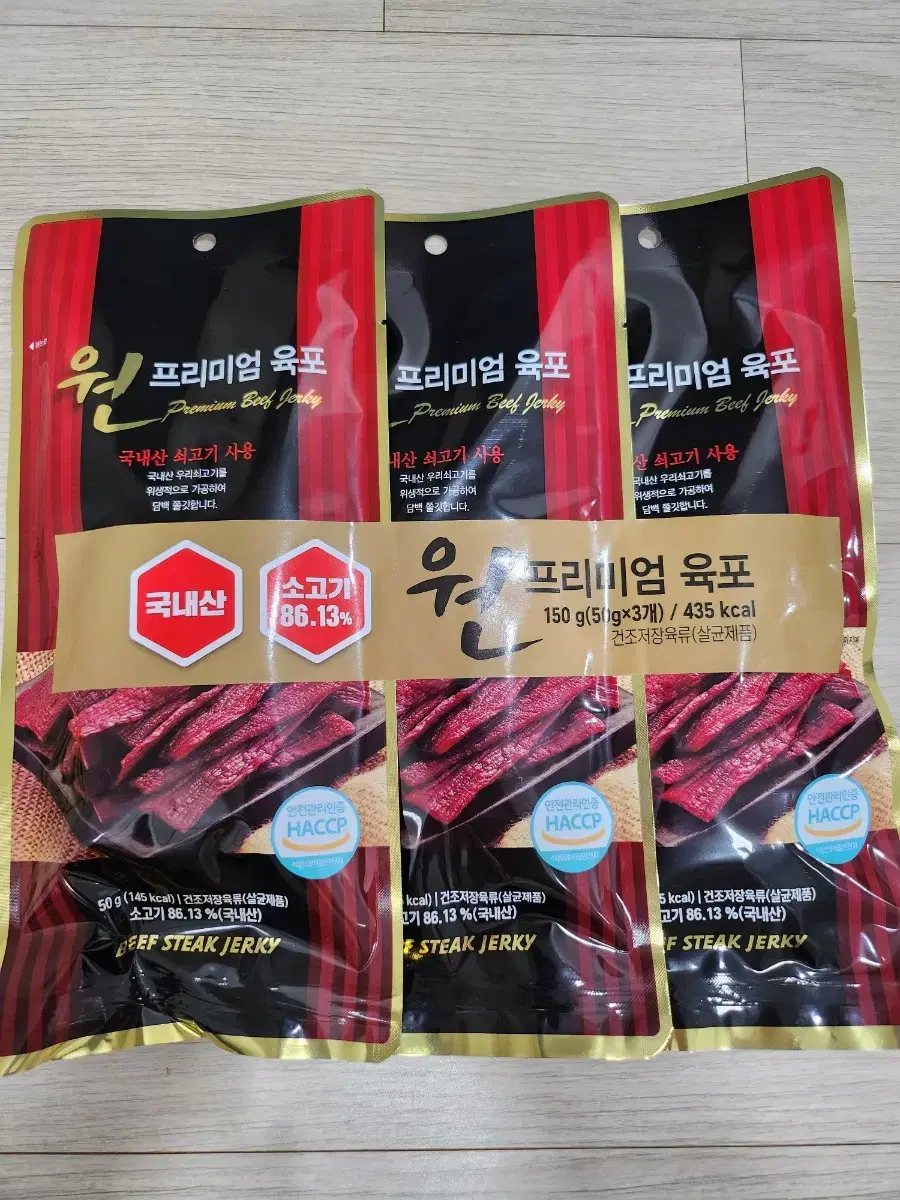 원 프리미엄 육포
Premium Beef Jerky
국내산 쇠고기 사용
국내산 우리쇠고기를
위생적으로 가공하여
담백 쫄깃합니다.
프리미엄 육포
Premium Beef Jerky
내산 쇠고기 사용
국내산 우리쇠고기를
위생적으로 가공하여
담백 쫄깃합니다.
프리미엄 육포
Premium Beef Jerky
산 쇠고기 사용
국내산 우리쇠고기를
위생적으로 가공하여
담백 쫄깃합니다.
국내산
소고기
86.13%
원 프리미엄 육포
150 g(50g×3개) / 435 kcal
건조저장육류(살균제품)
안전관리인증
HACCP
50 g (145 kcal) | 건조저장육류(살균제품)
소고기 86.13 %(국내산)
BEEF STEAK JERKY
안전관리인증
HACCP
5 kcal) | 건조저장육류(살균제품)
고기 86.13 %(국내산)
EF STEAK JERKY
안전관리인증
HACCP
5 kcal) | 건조저장육류(살균제품)
고기 86.13 %(국내산)
EF STEAK JERKY